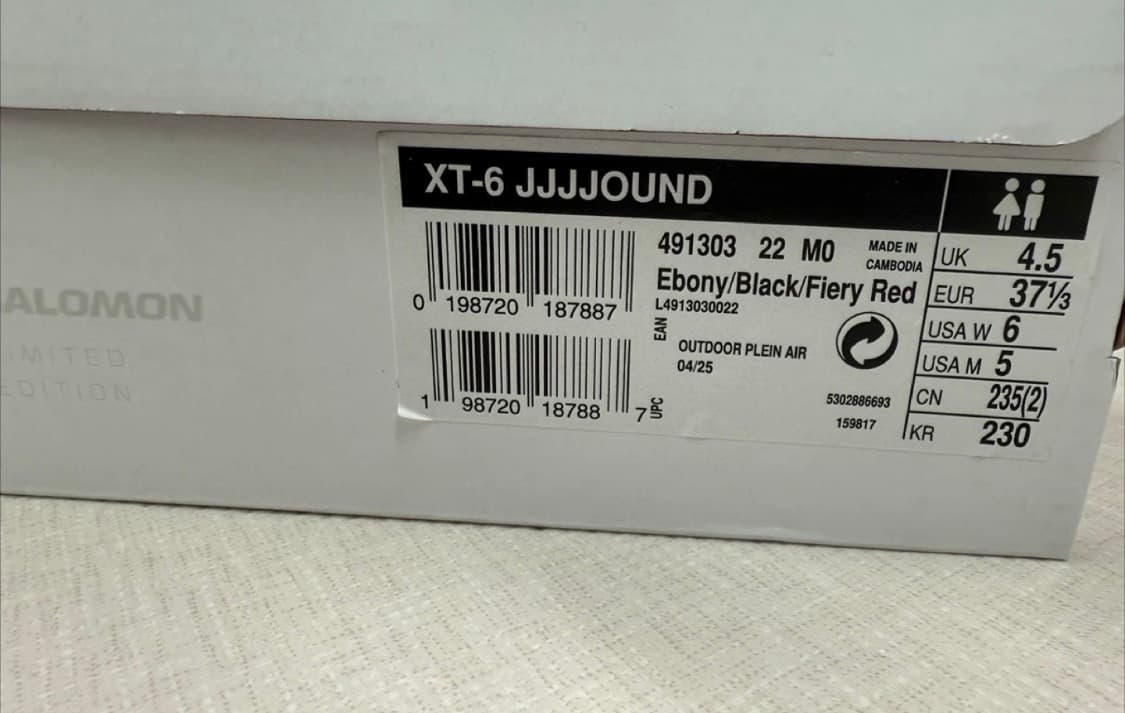 XT-6 JJJJOUND
491303 22 M0
MADE IN
CAMBODIA
Ebony/Black/Fiery Red
L4913030022
0 198720 187887
EAN
OUTDOOR PLEIN AIR
04/25
1 98720 18788 7
UPC
5302886693
159817
UK 4.5
EUR 37⅓
USA W 6
USA M 5
CN 235(2)
KR 230
ALOMON
IMITED
EDITION